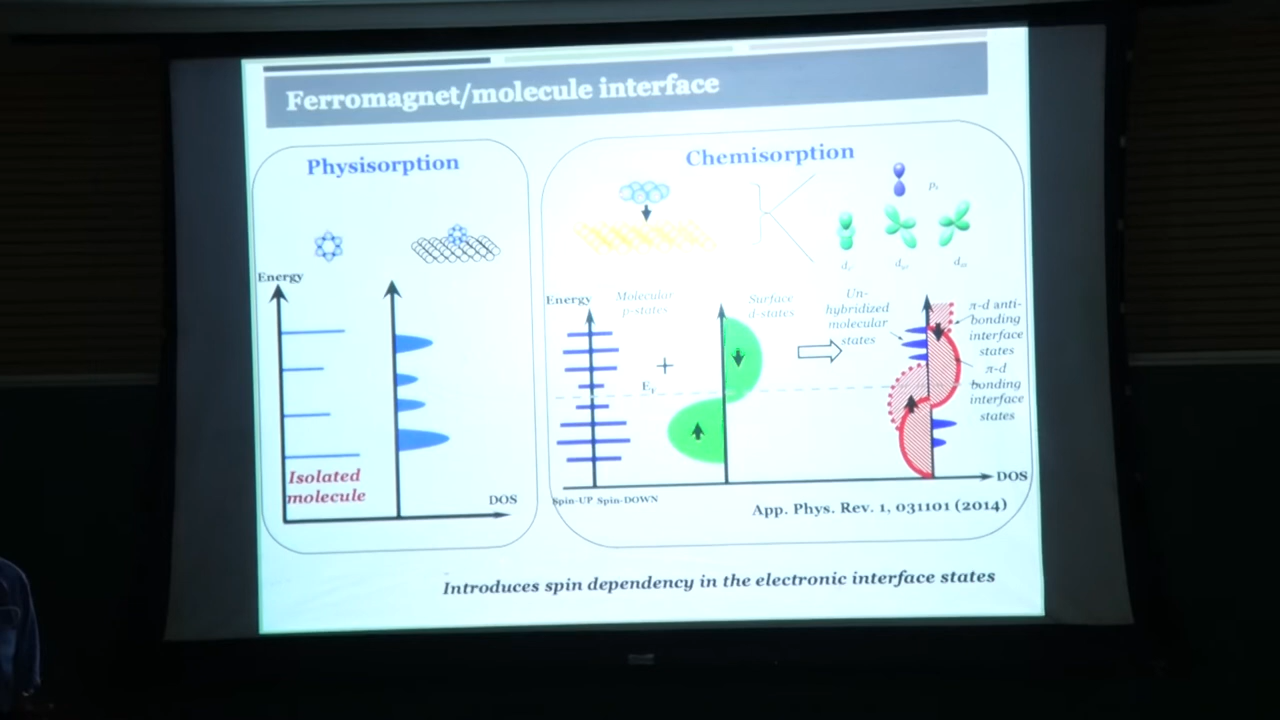 Ferromagnet/molecule interface
Physisorption
Energy
Isolated
molecule
DOS
Chemisorption
Energy
Molecular
p-states
Surface
d-states
Un-
hybridized
molecular
states
π-d anti-
bonding
interface
states
π-d
bonding
interface
states
+
DOS
Spin-UP Spin-DOWN
App. Phys. Rev. 1, 031101 (2014)
Introduces spin dependency in the electronic interface states